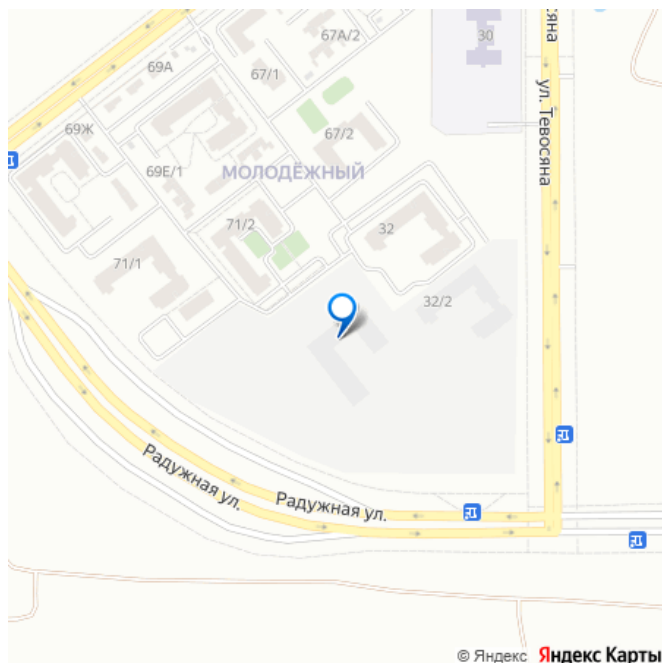 67А/2
30
сяна
69А
67/1
ул. Тевосяна
69Ж
67/2
69Е/1
МОЛОДЁЖНЫЙ
71/2
32
71/1
32/2
Радужная ул.
Радужная ул.
© Яндекс Яндекс Карты